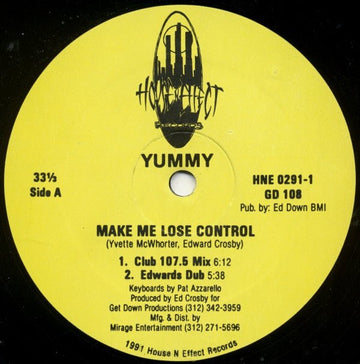 HOUSE N EFFECT
RECORDS
YUMMY
33⅓
Side A
HNE 0291-1
GD 108
Pub. by: Ed Down BMI
MAKE ME LOSE CONTROL
(Yvette McWhorter, Edward Crosby)
1. Club 107.5 Mix 6:12
2. Edwards Dub 5:38
Keyboards by Pat Azzarello
Produced by Ed Crosby for
Get Down Productions (312) 342-3959
Mfg. & Dist. by
Mirage Entertainment (312) 271-5696
1991 House N Effect Records